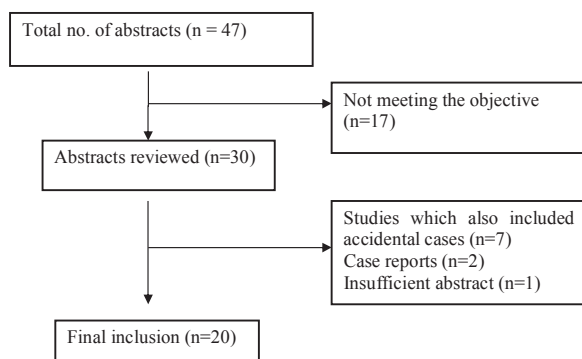 Total no. of abstracts (n = 47)
Not meeting the objective
(n=17)
Abstracts reviewed (n=30)
Studies which also included
accidental cases (n=7)
Case reports (n=2)
Insufficient abstract (n=1)
Final inclusion (n=20)